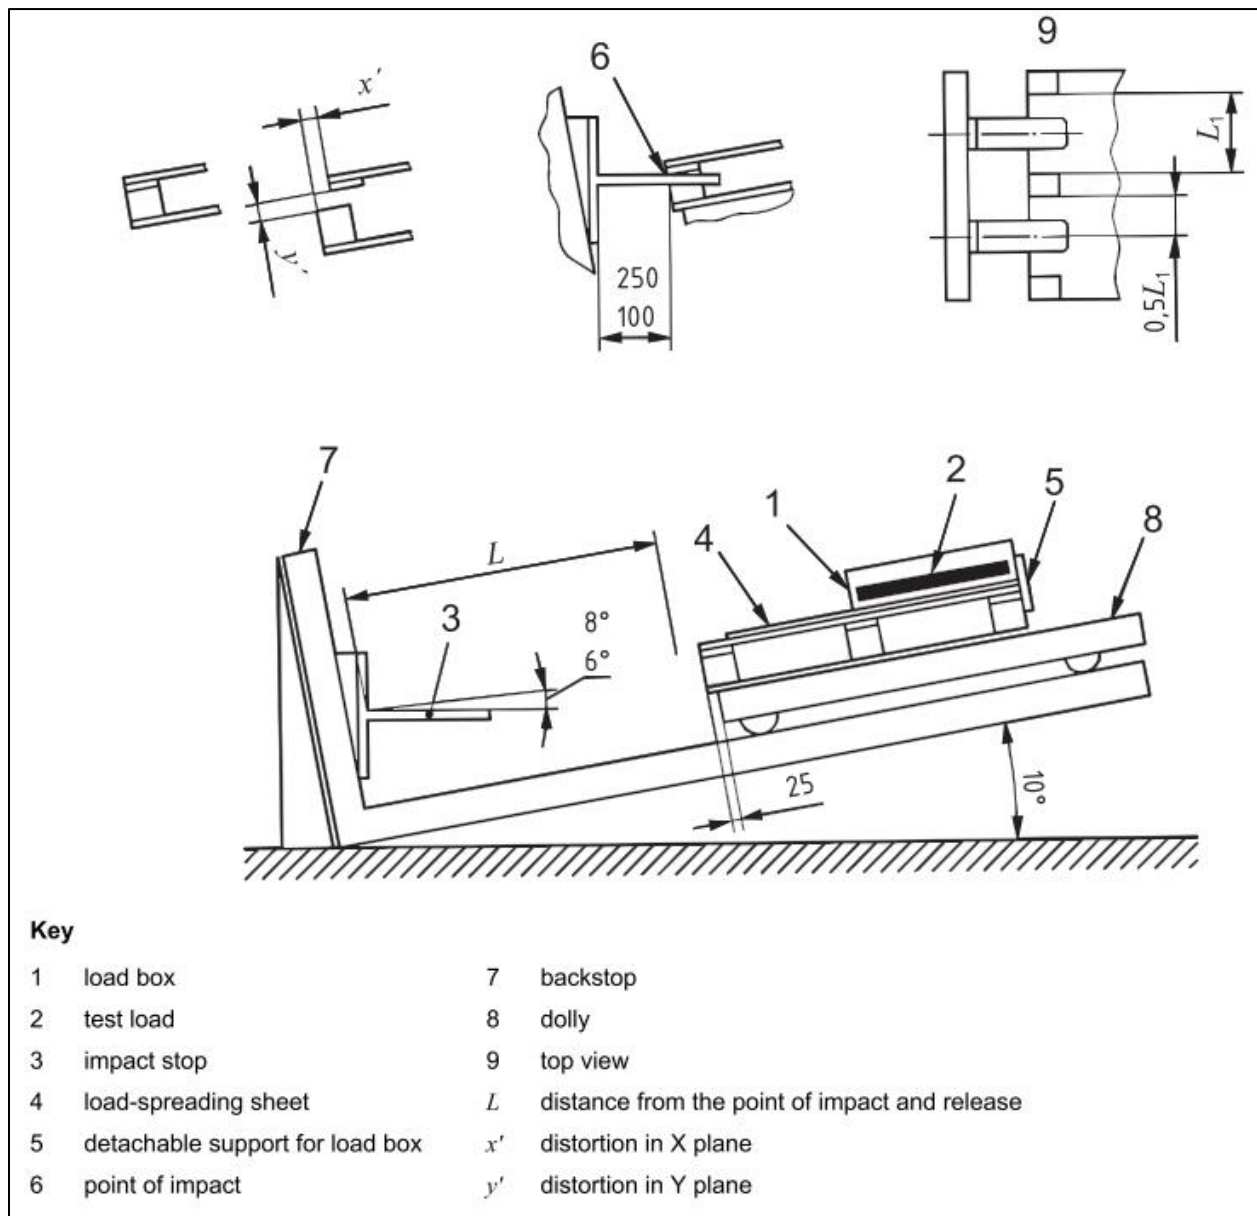 9
6
x′
L₁
y′
250
100
0,5L₁
7
2
1
5
4
8
L
3
8°
6°
25
10°
Key
1 load box
2 test load
3 impact stop
4 load-spreading sheet
5 detachable support for load box
6 point of impact
7 backstop
8 dolly
9 top view
L distance from the point of impact and release
x′ distortion in X plane
y′ distortion in Y plane